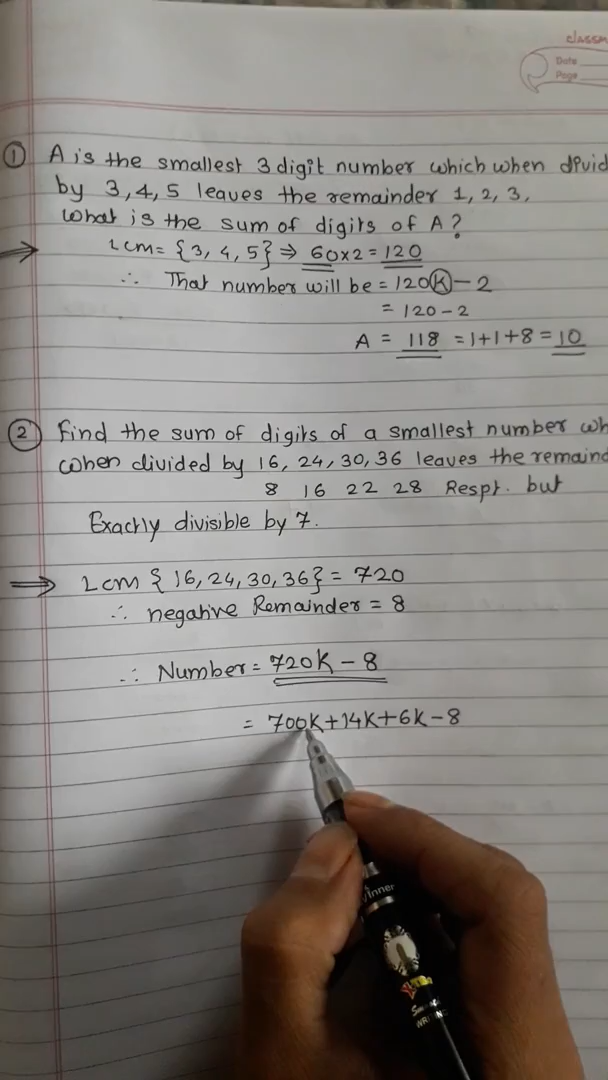 classm
Date
Page
① A is the smallest 3 digit number which when divid
by 3, 4, 5 leaves the remainder 1, 2, 3,
What is the sum of digits of A?
⇒ LCM = {3, 4, 5} ⇒ 60x2 = 120
∴ That number will be = 120K - 2
= 120 - 2
A = 118 = 1+1+8 = 10
② Find the sum of digits of a smallest number wh
when divided by 16, 24, 30, 36 leaves the remaind
8 16 22 28 Respt. but
Exactly divisible by 7.
⇒ LCM {16, 24, 30, 36} = 720
∴ negative Remainder = 8
∴ Number = 720K - 8
= 700K + 14K + 6K - 8
inner